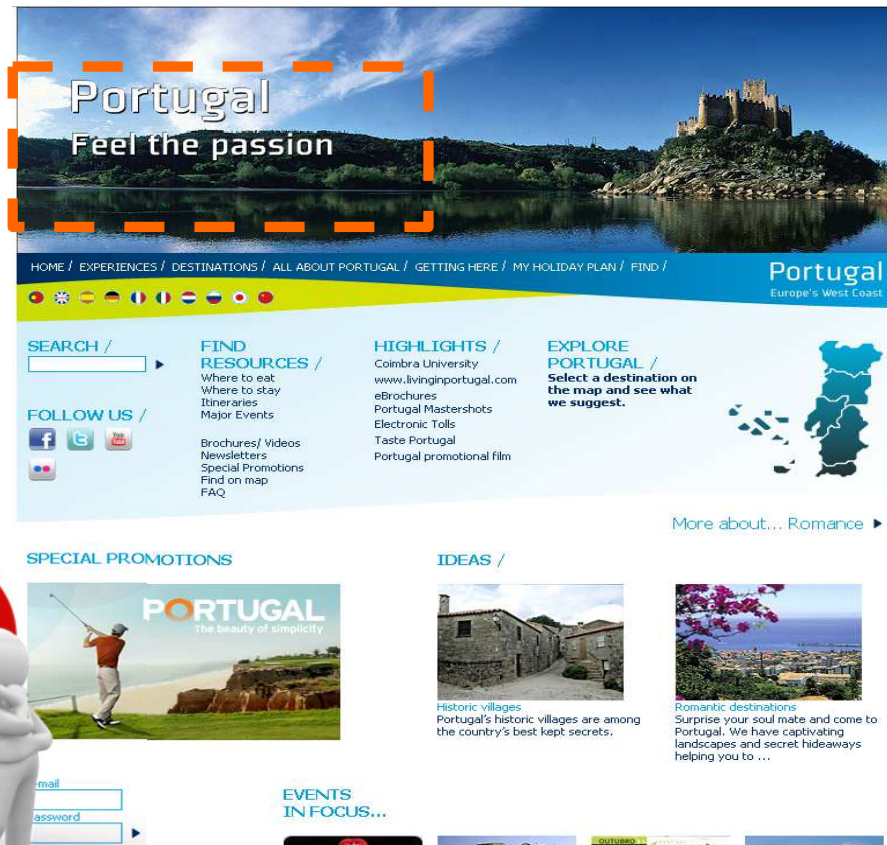 Portugal
Feel the passion
HOME / EXPERIENCES / DESTINATIONS / ALL ABOUT PORTUGAL / GETTING HERE / MY HOLIDAY PLAN / FIND /
Portugal
Europe's West Coast
SEARCH /
FOLLOW US /
You
FIND
RESOURCES /
Where to eat
Where to stay
Itineraries
Major Events
Brochures/ Videos
Newsletters
Special Promotions
Find on map
FAQ
HIGHLIGHTS /
Coimbra University
www.livinginportugal.com
eBrochures
Portugal Mastershots
Electronic Tolls
Taste Portugal
Portugal promotional film
EXPLORE
PORTUGAL /
Select a destination on
the map and see what
we suggest.
More about... Romance
SPECIAL PROMOTIONS
PORTUGAL
The beauty of simplicity
IDEAS /
Historic villages
Portugal's historic villages are among
the country's best kept secrets.
Romantic destinations
Surprise your soul mate and come to
Portugal. We have captivating
landscapes and secret hideaways
helping you to ...
-mail
assword
EVENTS
IN FOCUS...
OUTUBRO